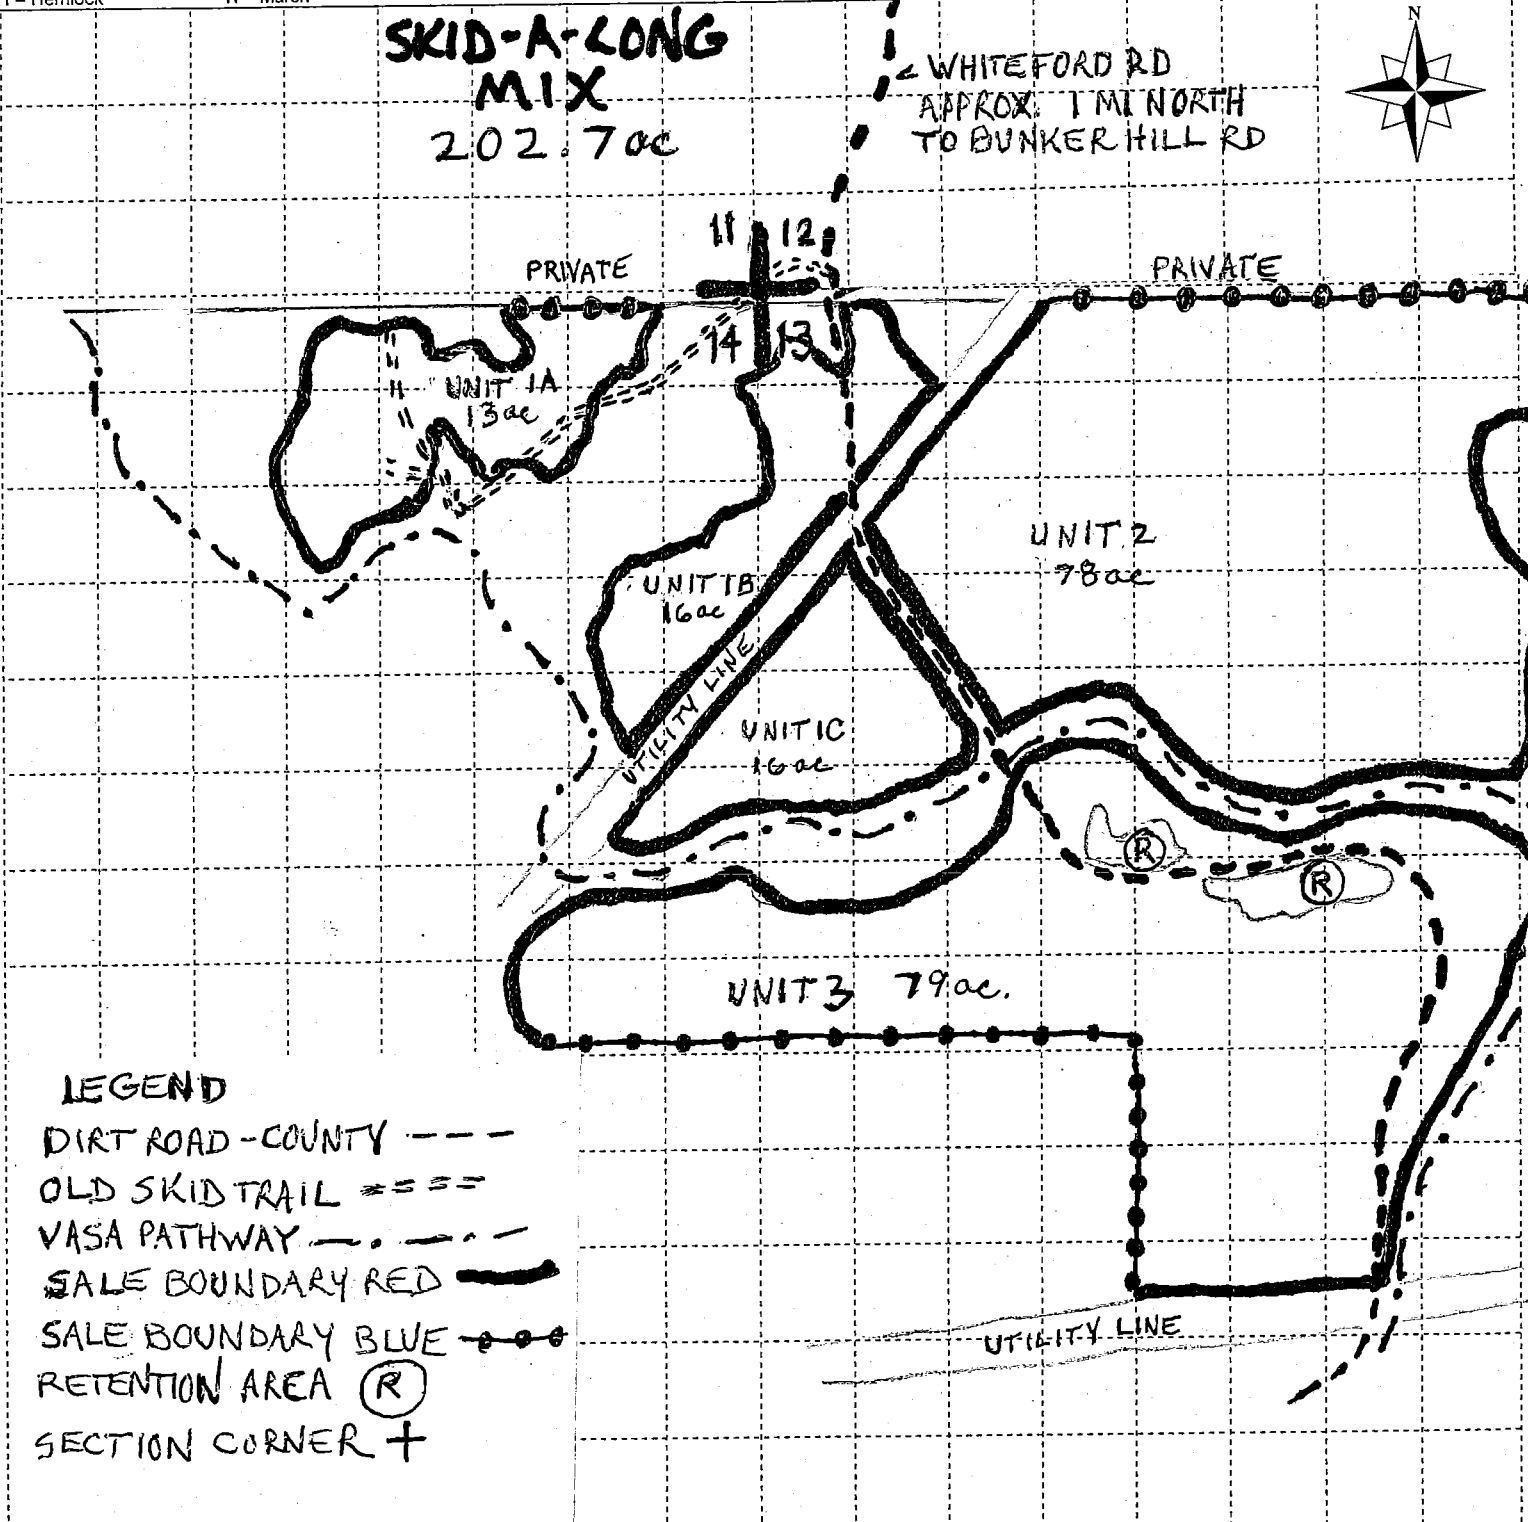 SKID-A-LONG
MIX
202.7ac
WHITEFORD RD
APPROX. 1 MI NORTH
TO BUNKER HILL RD
N
11 12
PRIVATE
PRIVATE
14 13
UNIT 1A
13ac
UNIT 2
78ac
UNIT 1B
16ac
UTILITY LINE
UNIT 1C
16ac
R
R
UNIT 3 79ac.
LEGEND
DIRT ROAD-COUNTY
OLD SKID TRAIL
VASA PATHWAY
SALE BOUNDARY RED
SALE BOUNDARY BLUE
UTILITY LINE
RETENTION AREA R
SECTION CORNER